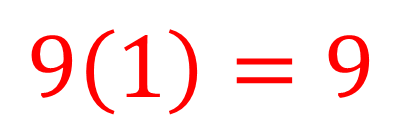 9(1) = 9